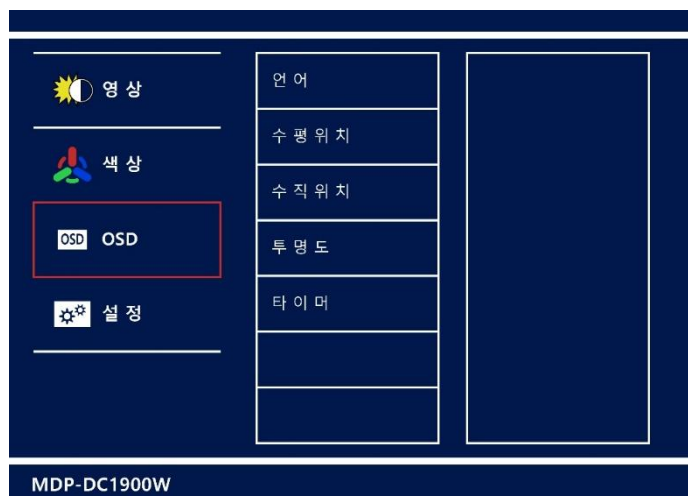 영상
색상
OSD OSD
설정
언어
수평위치
수직위치
투명도
타이머
MDP-DC1900W